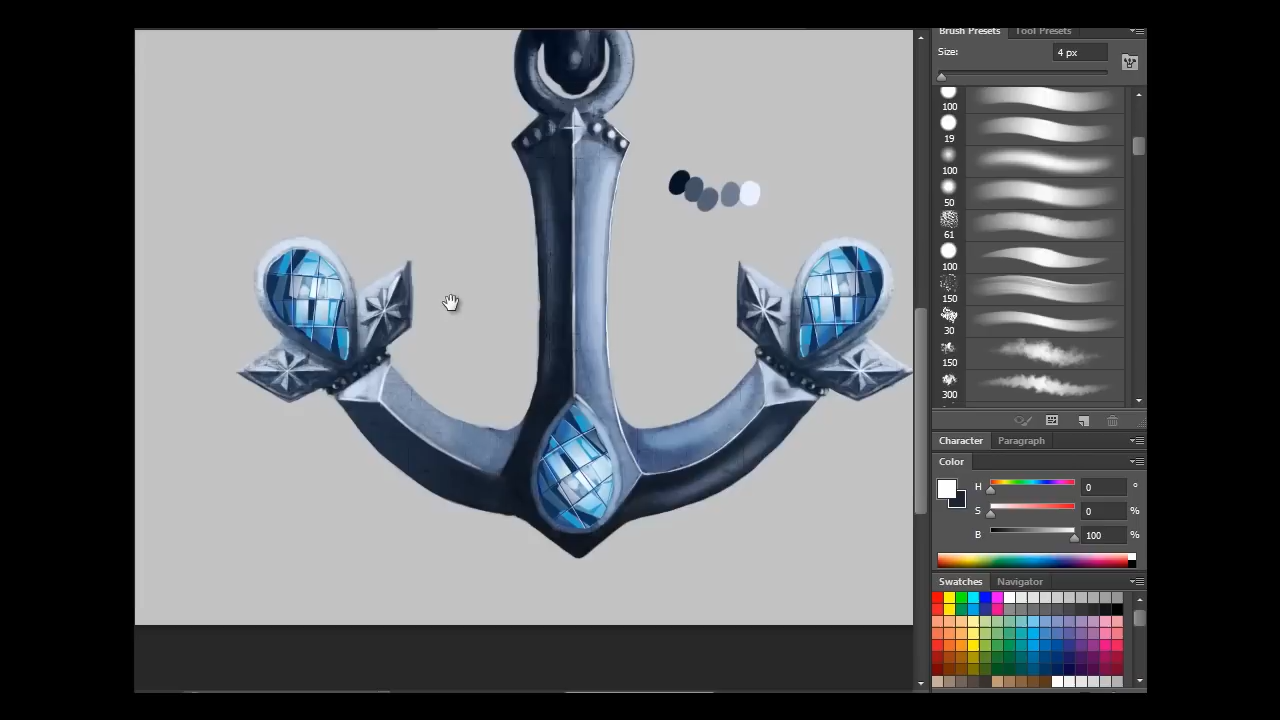 Brush Presets Tool Presets
Size: 4 px
100
19
100
50
61
100
150
30
150
300
Character Paragraph
Color
H 0 °
S 0 %
B 100 %
Swatches Navigator